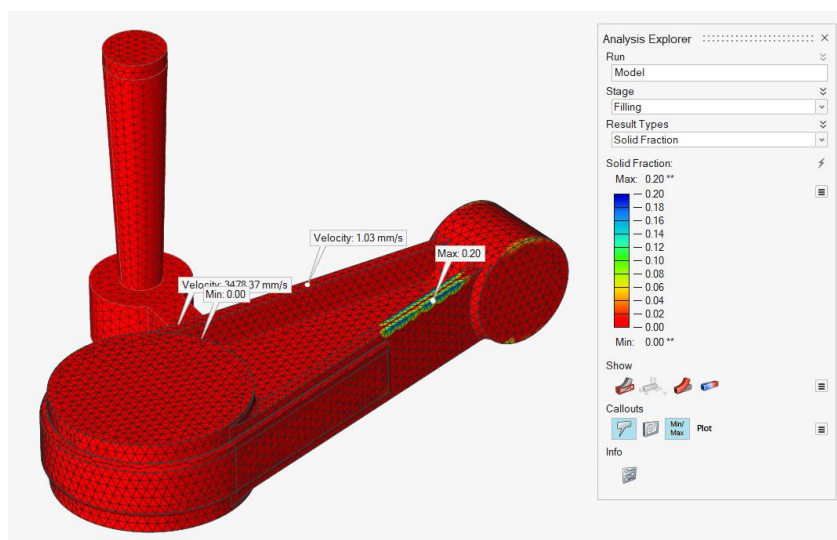 Velocity: 1.03 mm/s
Max: 0.20
Velocity: 3478.37 mm/s
Min: 0.00
Analysis Explorer
Run
Model
Stage
Filling
Result Types
Solid Fraction
Solid Fraction:
Max: 0.20 **
0.20
0.18
0.16
0.14
0.12
0.10
0.08
0.06
0.04
0.02
0.00
Min: 0.00 **
Show
Callouts
Min/
Max
Plot
Info